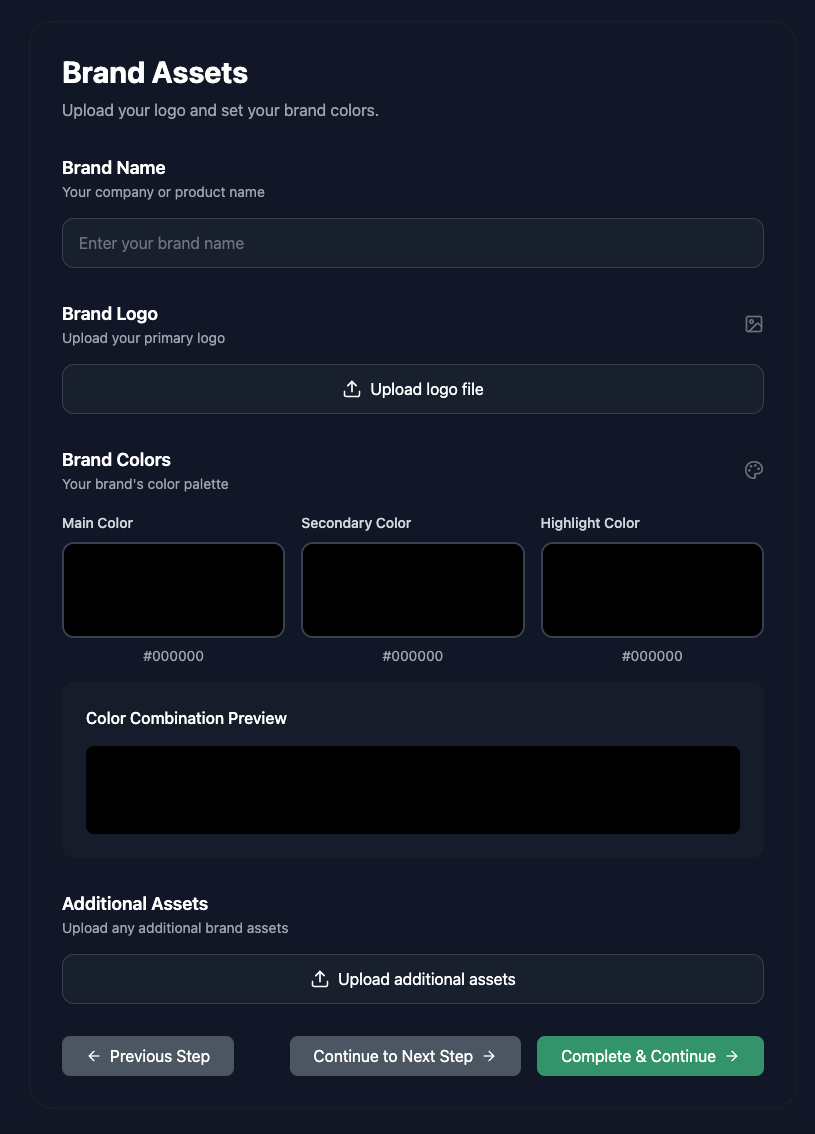 Brand Assets
Upload your logo and set your brand colors.
Brand Name
Your company or product name
Enter your brand name
Brand Logo
Upload your primary logo
Upload logo file
Brand Colors
Your brand's color palette
Main Color
Secondary Color
Highlight Color
#000000
#000000
#000000
Color Combination Preview
Additional Assets
Upload any additional brand assets
Upload additional assets
Previous Step
Continue to Next Step
Complete & Continue